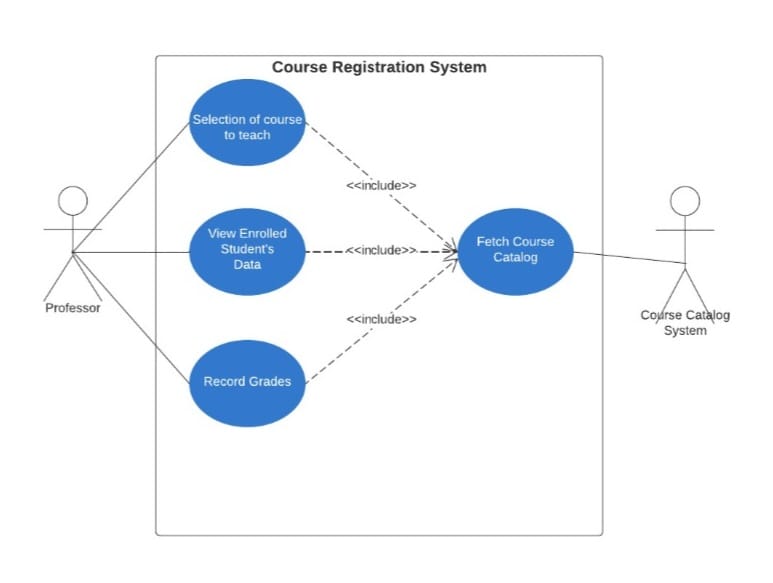 Course Registration System
Selection of course
to teach
<<include>>
View Enrolled
Student's
Data
<<include>>
Fetch Course
Catalog
Professor
Course Catalog
System
<<include>>
Record Grades